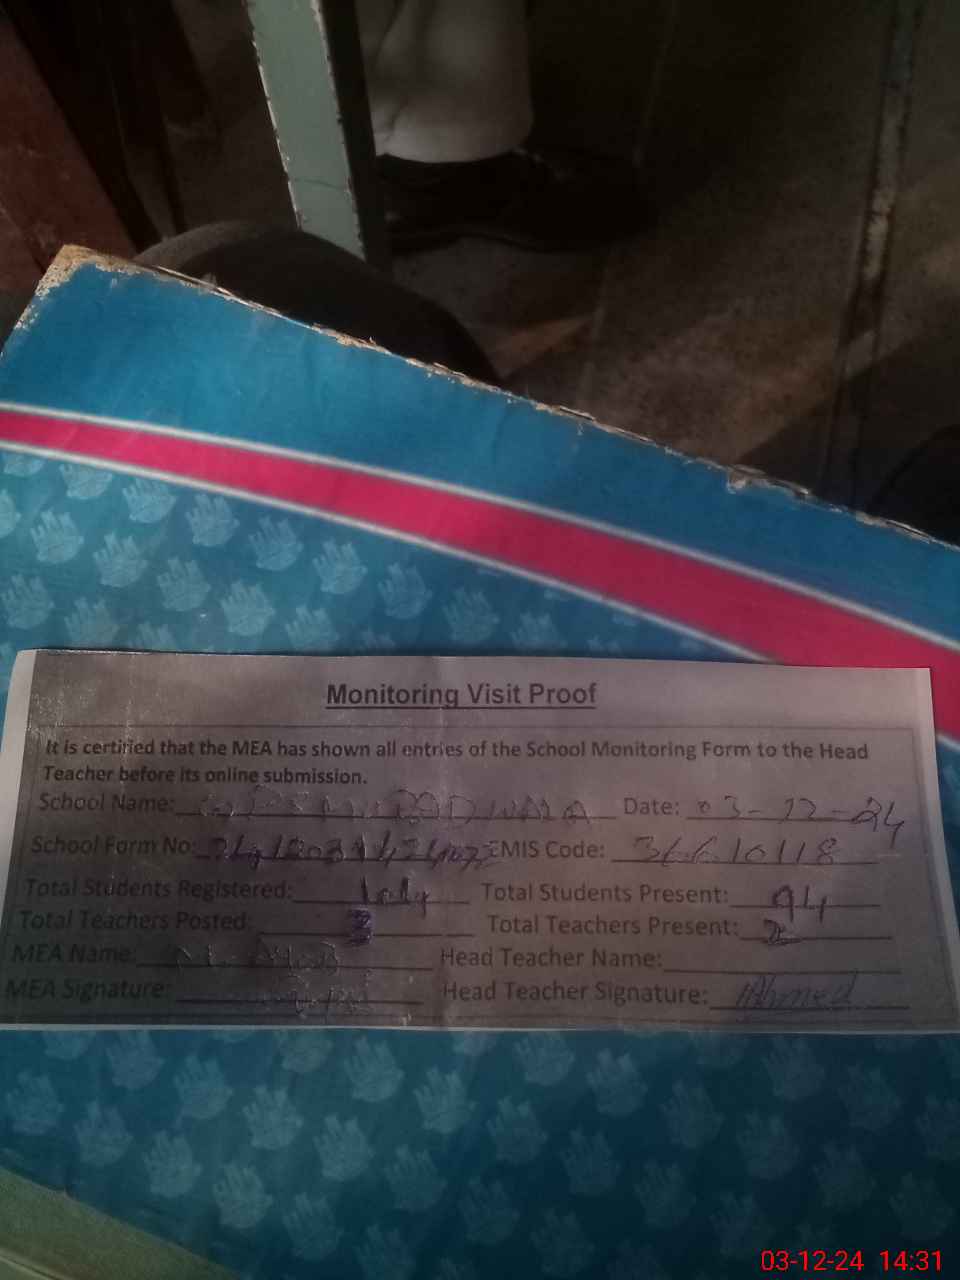 Monitoring Visit Proof
It is certified that the MEA has shown all entries of the School Monitoring Form to the Head
Teacher before its online submission.
School Name: Date: 03-12-24
School Form No: EMIS Code: 36610118
Total Students Registered: Total Students Present: 94
Total Teachers Posted: 3 Total Teachers Present: 2
MEA Name: Head Teacher Name:
MEA Signature: Head Teacher Signature: Ahmed
03-12-24 14:31